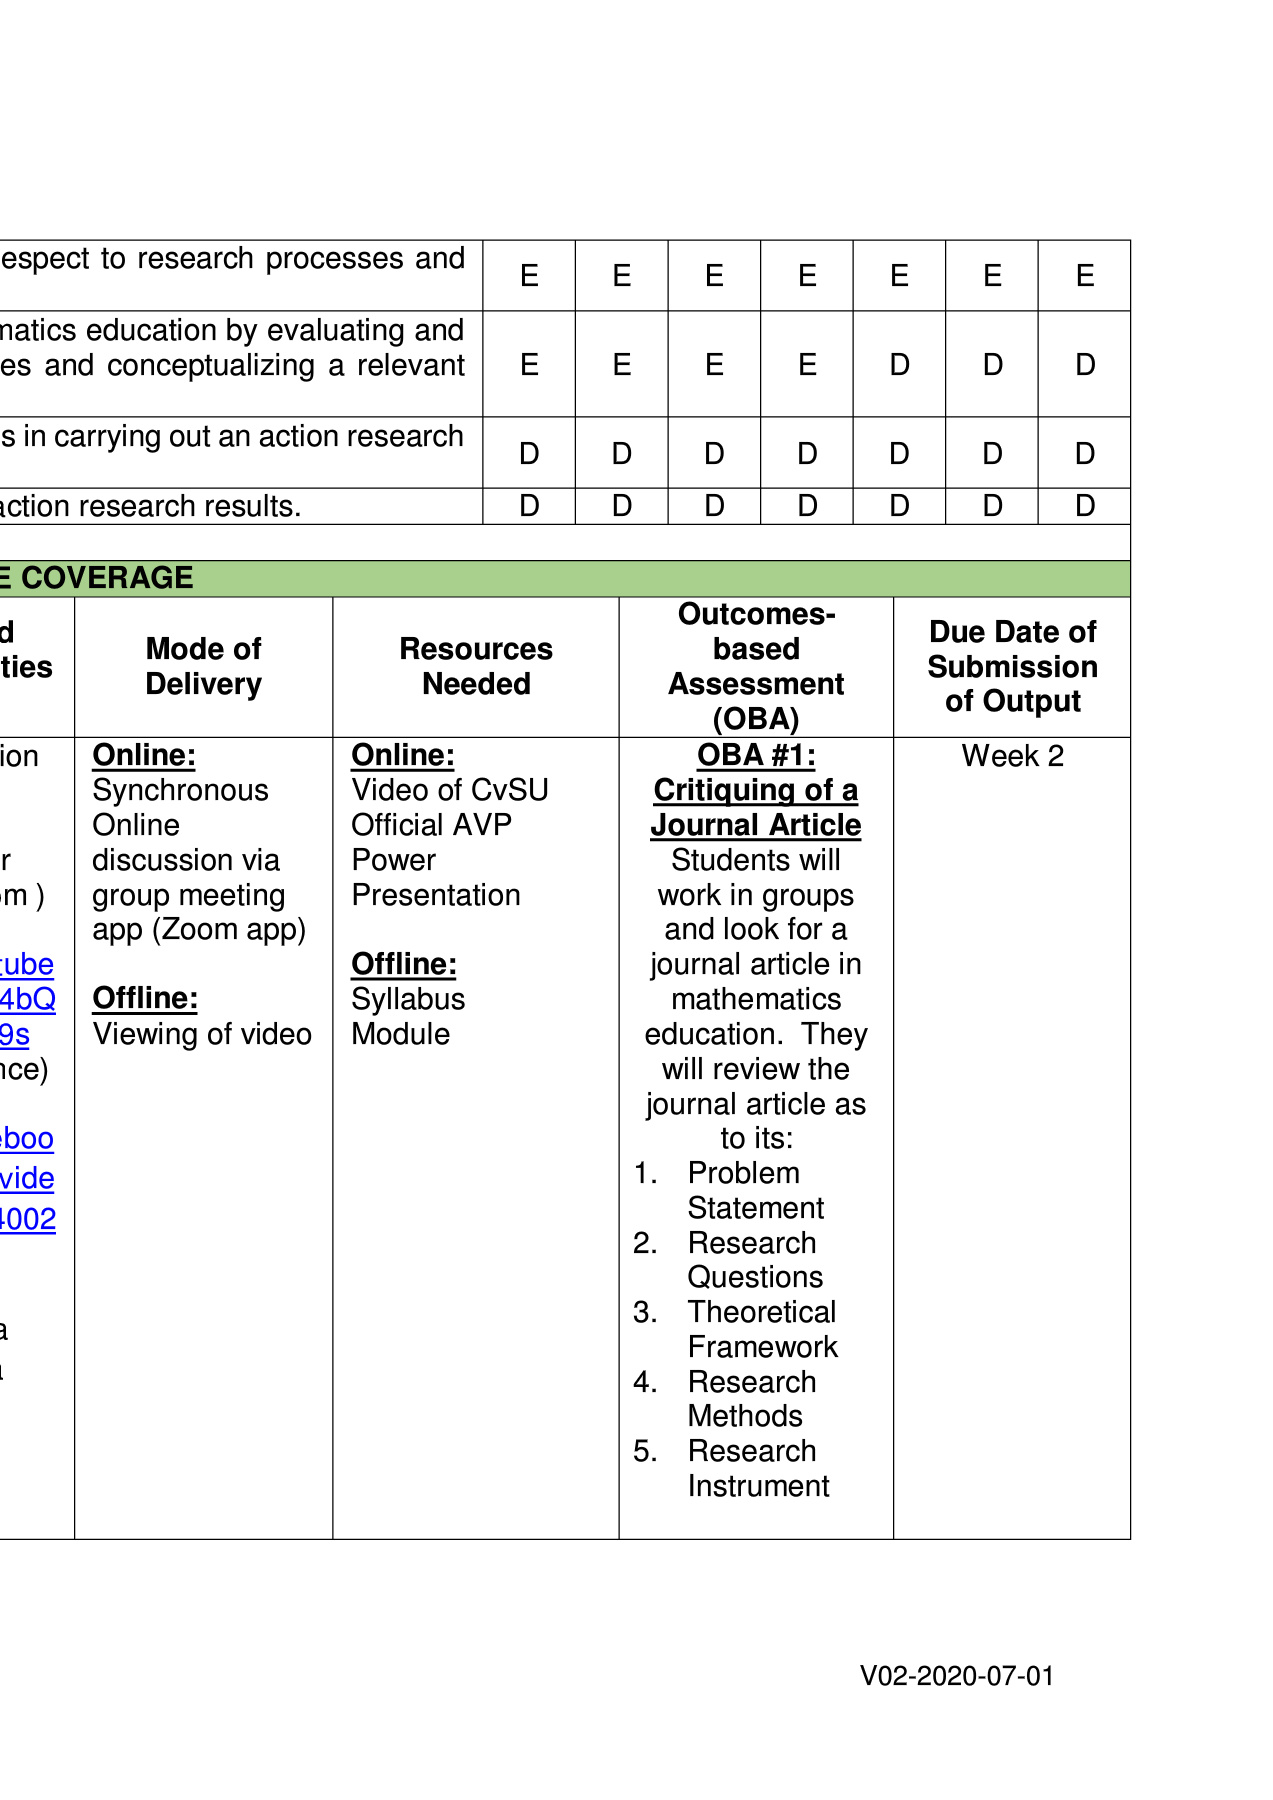 espect to research processes and
E E E E E E E
matics education by evaluating and
es and conceptualizing a relevant
E E E E D D D
s in carrying out an action research
D D D D D D D
action research results.
D D D D D D D
E COVERAGE
d
ties
Mode of
Delivery
Resources
Needed
Outcomes-
based
Assessment
(OBA)
Due Date of
Submission
of Output
ion
r
om )
tube
4bQ
9s
nce)
eboo
vide
4002
a
Online:
Synchronous
Online
discussion via
group meeting
app (Zoom app)
Offline:
Viewing of video
Online:
Video of CvSU
Official AVP
Power
Presentation
Offline:
Syllabus
Module
OBA #1:
Critiquing of a
Journal Article
Students will
work in groups
and look for a
journal article in
mathematics
education.  They
will review the
journal article as
to its:
1. Problem
Statement
2. Research
Questions
3. Theoretical
Framework
4. Research
Methods
5. Research
Instrument
Week 2
V02-2020-07-01